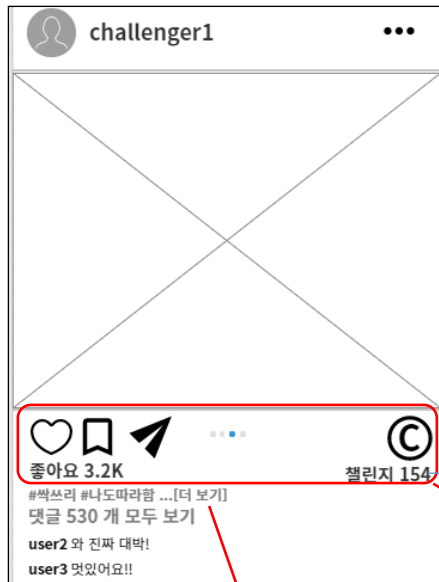 challenger1
좋아요 3.2K
챌린지 154
#싹쓰리 #나도따라함 ...[더 보기]
댓글 530 개 모두 보기
user2 와 진짜 대박!
user3 멋있어요!!